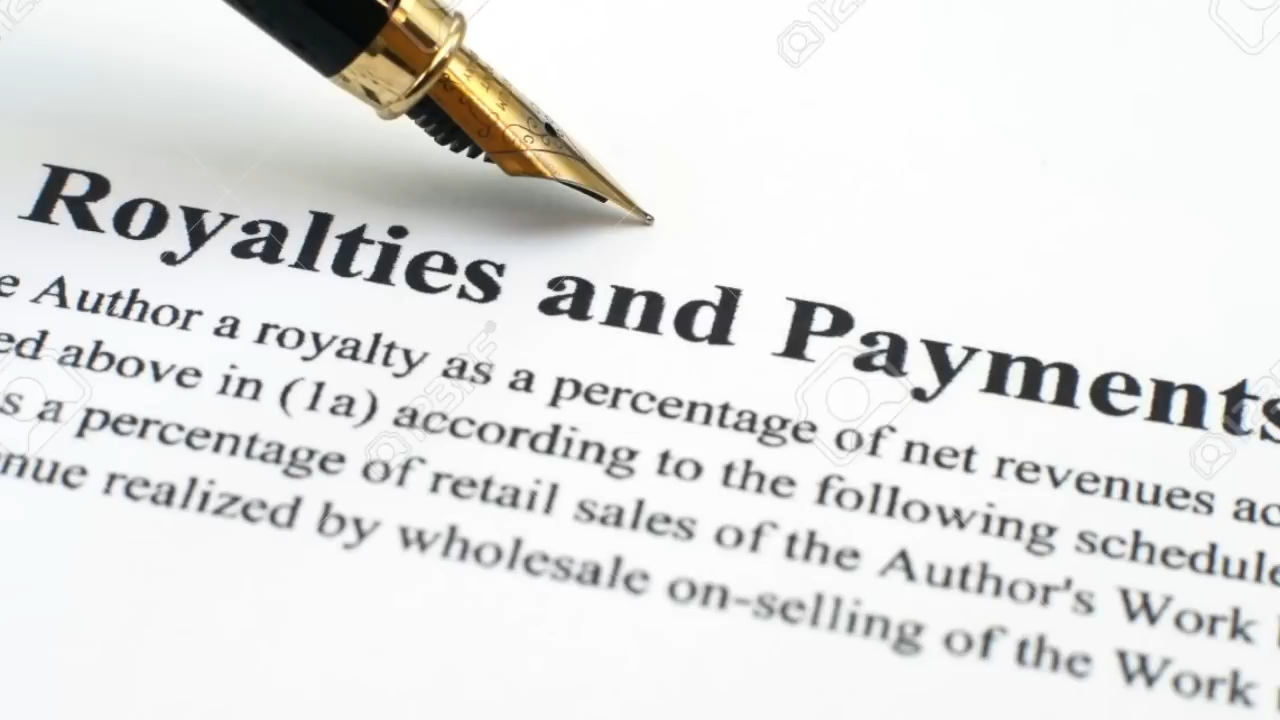 Royalties and Payments
e Author a royalty as a percentage of net revenues ac
ed above in (1a) according to the following schedule
s a percentage of retail sales of the Author's Work
nue realized by wholesale on-selling of the Work